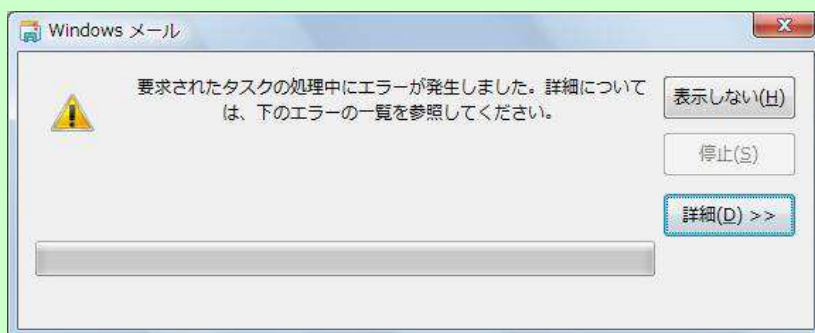 Windows メール
要求されたタスクの処理中にエラーが発生しました。詳細について
は、下のエラーの一覧を参照してください。
表示しない(H)
停止(S)
詳細(D) >>